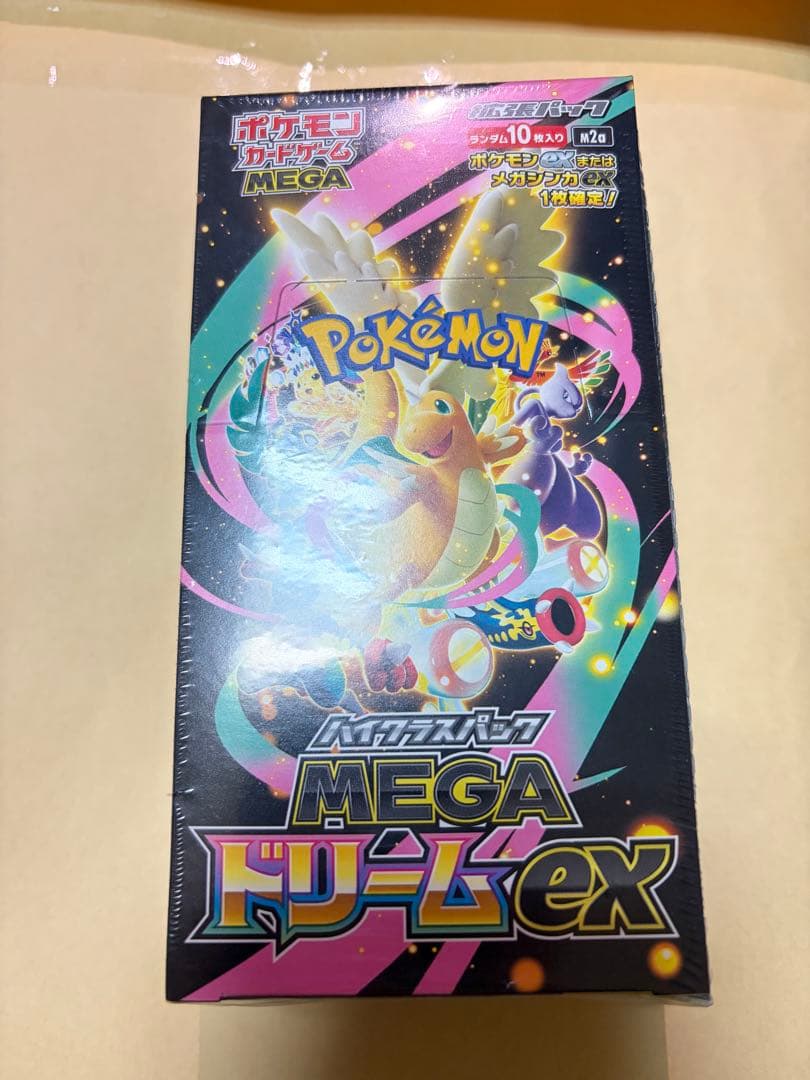 ポケモン
カードゲーム
MEGA
拡張パック
ランダム10枚入り M2a
ポケモンexまたは
メガシンカex
1枚確定!
POKÉMON
TM
ハイクラスパック
MEGA
ドリームex